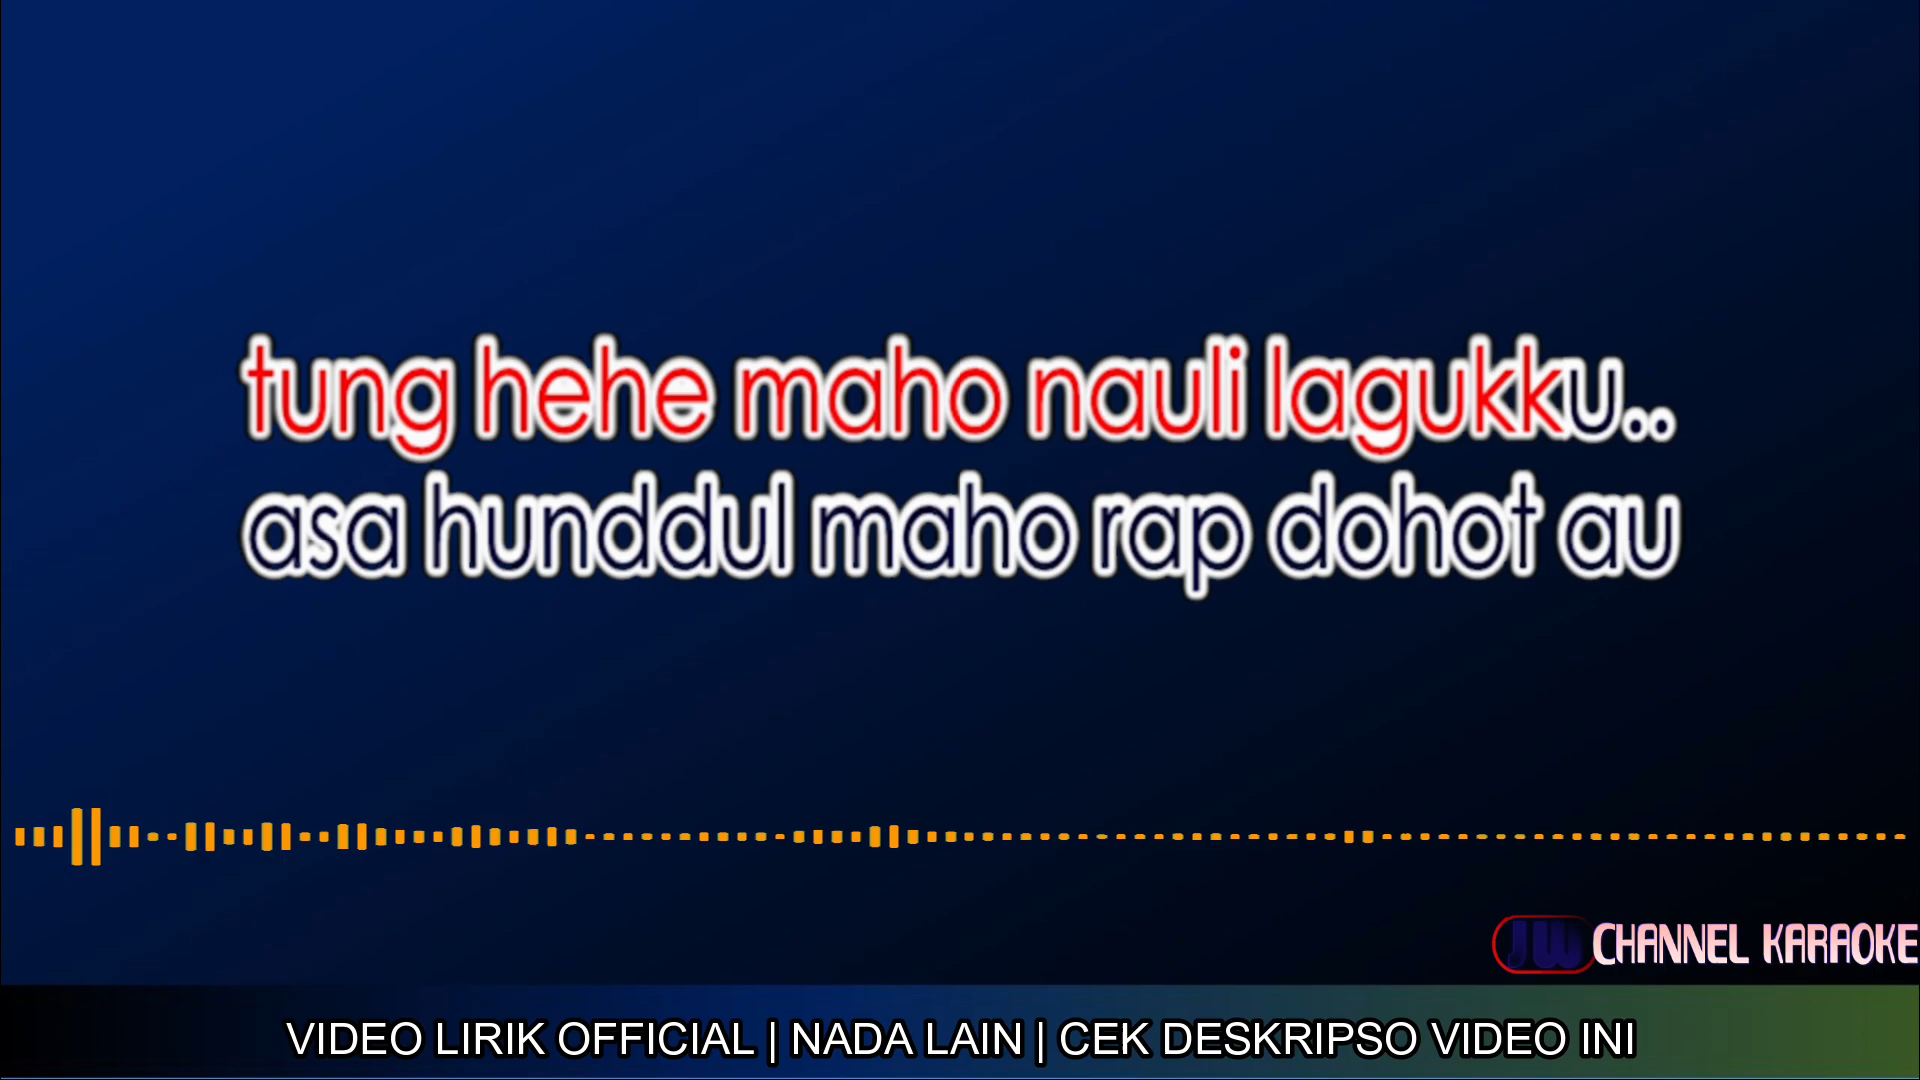 tung hehe maho nauli lagukku..
asa hunddul maho rap dohot au
JW CHANNEL KARAOKE
VIDEO LIRIK OFFICIAL | NADA LAIN | CEK DESKRIPSO VIDEO INI